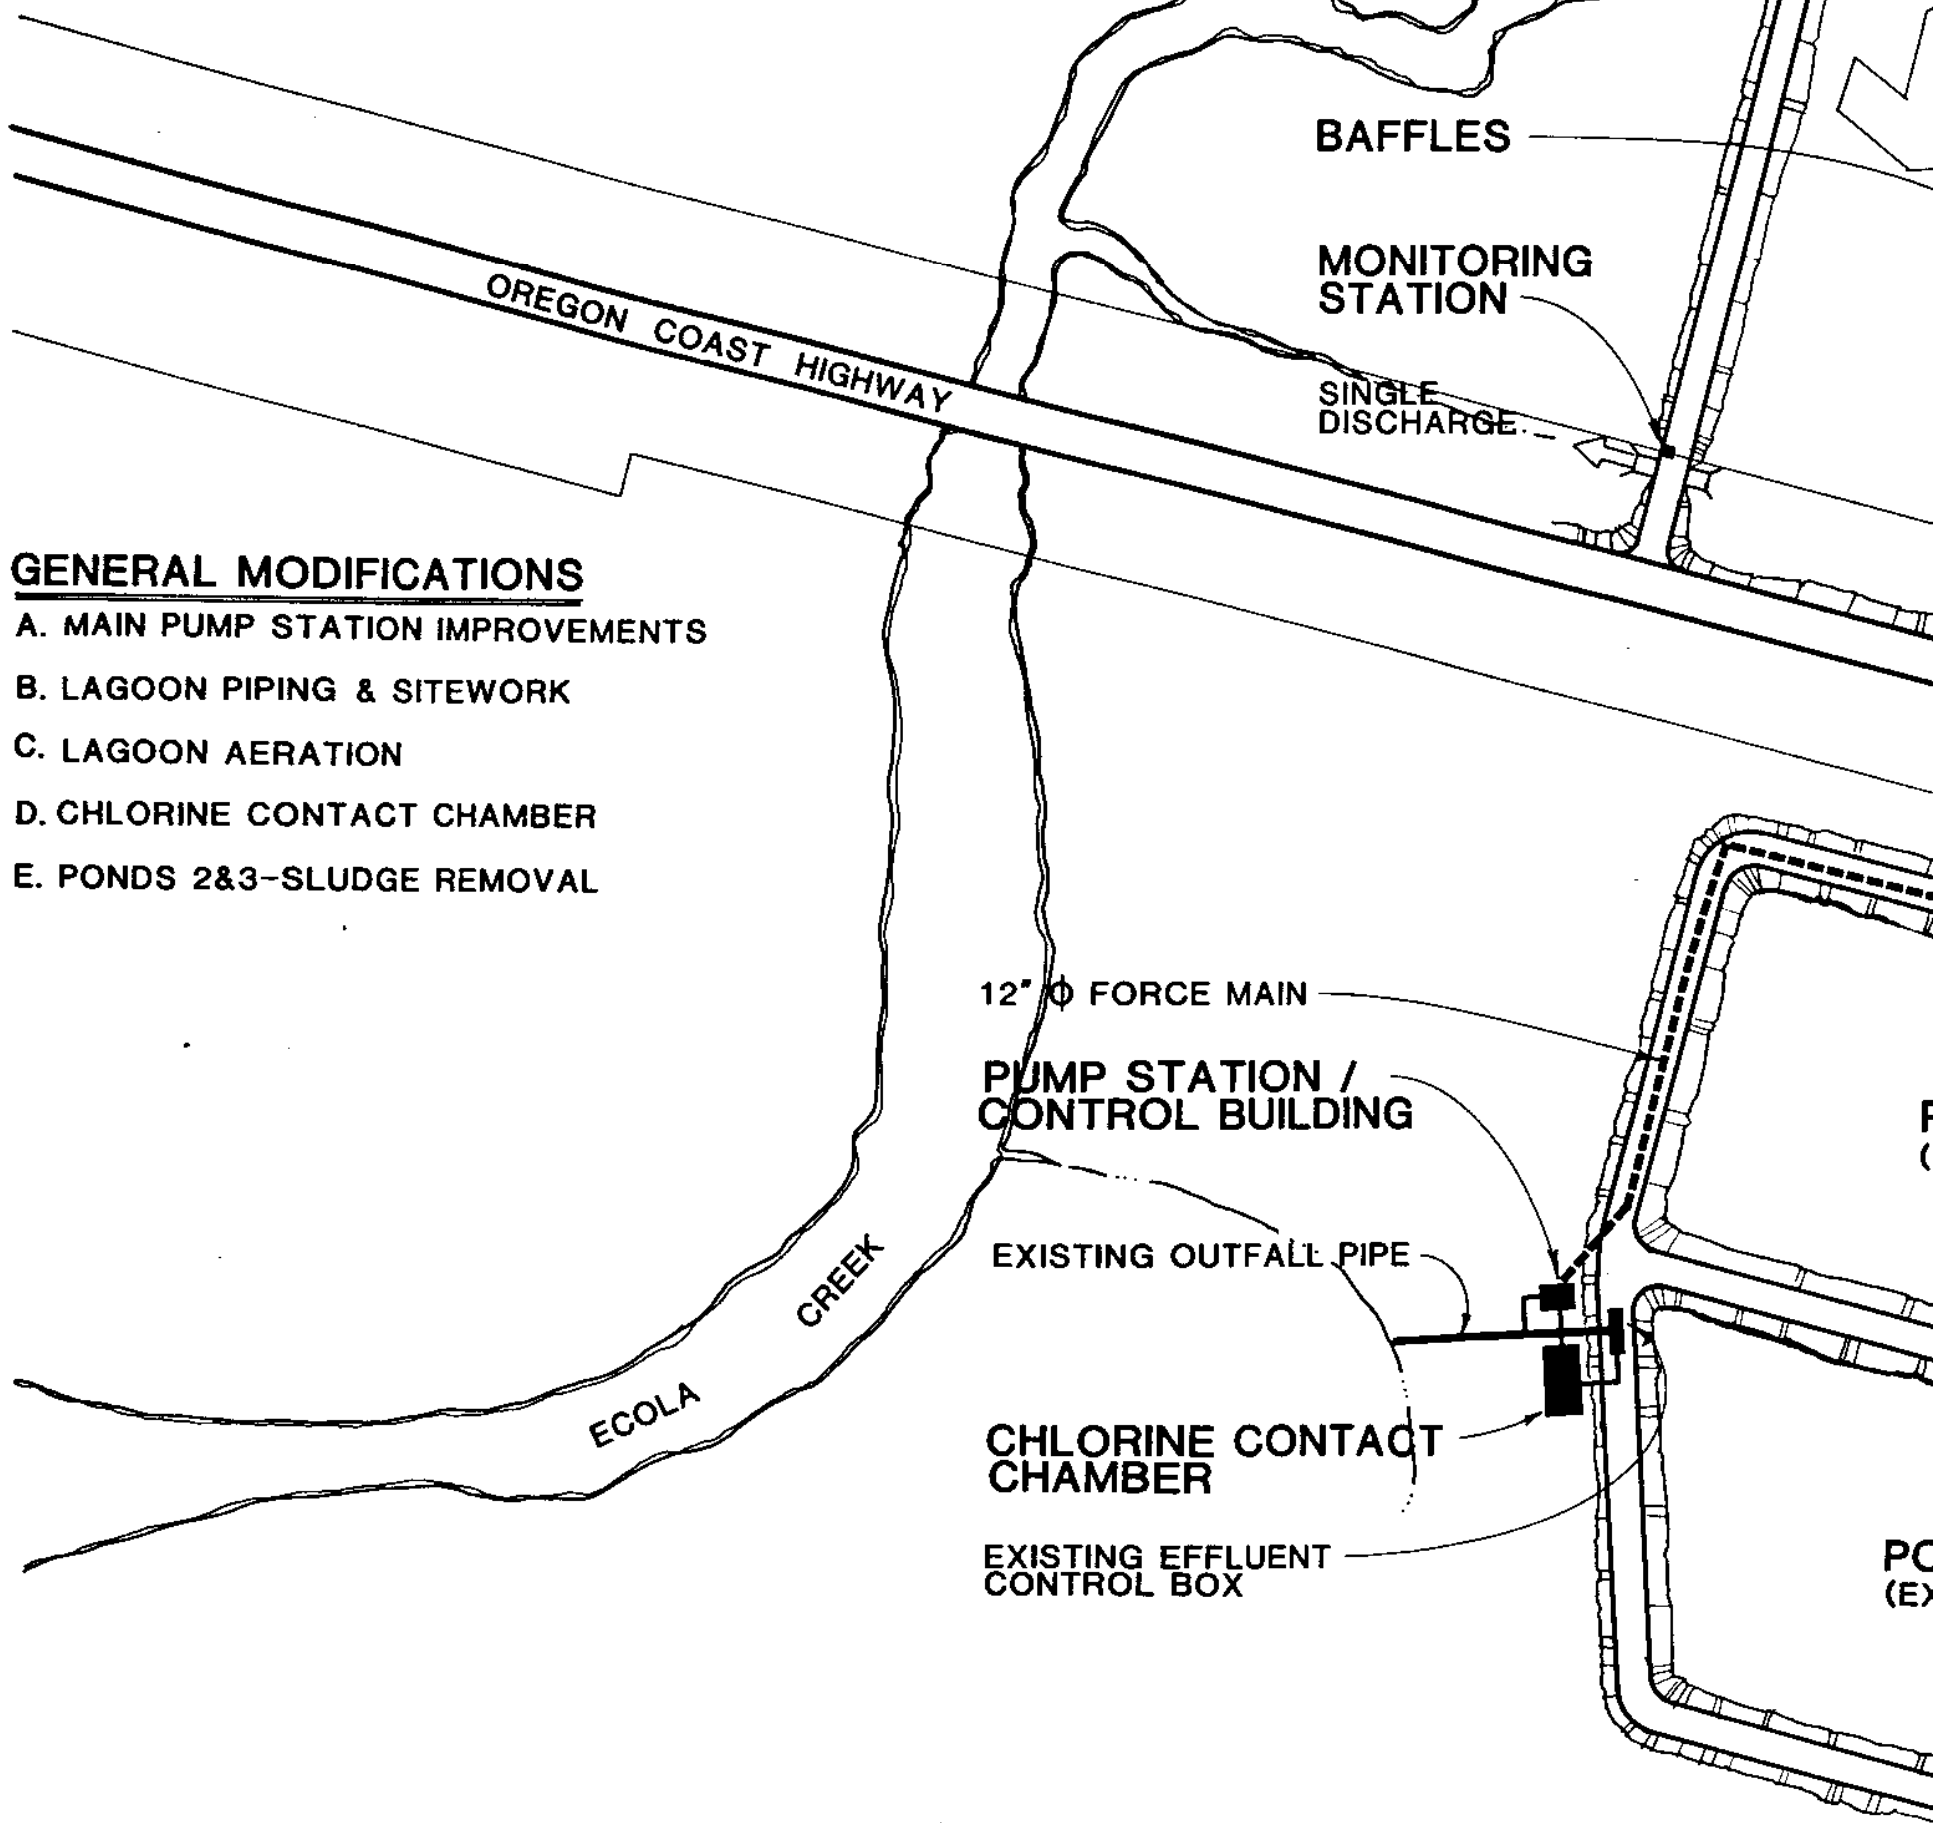 BAFFLES
MONITORING
STATION
OREGON COAST HIGHWAY
SINGLE
DISCHARGE
GENERAL MODIFICATIONS
A. MAIN PUMP STATION IMPROVEMENTS
B. LAGOON PIPING & SITEWORK
C. LAGOON AERATION
D. CHLORINE CONTACT CHAMBER
E. PONDS 2&3-SLUDGE REMOVAL
12" ϕ FORCE MAIN
PUMP STATION /
CONTROL BUILDING
EXISTING OUTFALL PIPE
ECOLA CREEK
CHLORINE CONTACT
CHAMBER
EXISTING EFFLUENT
CONTROL BOX